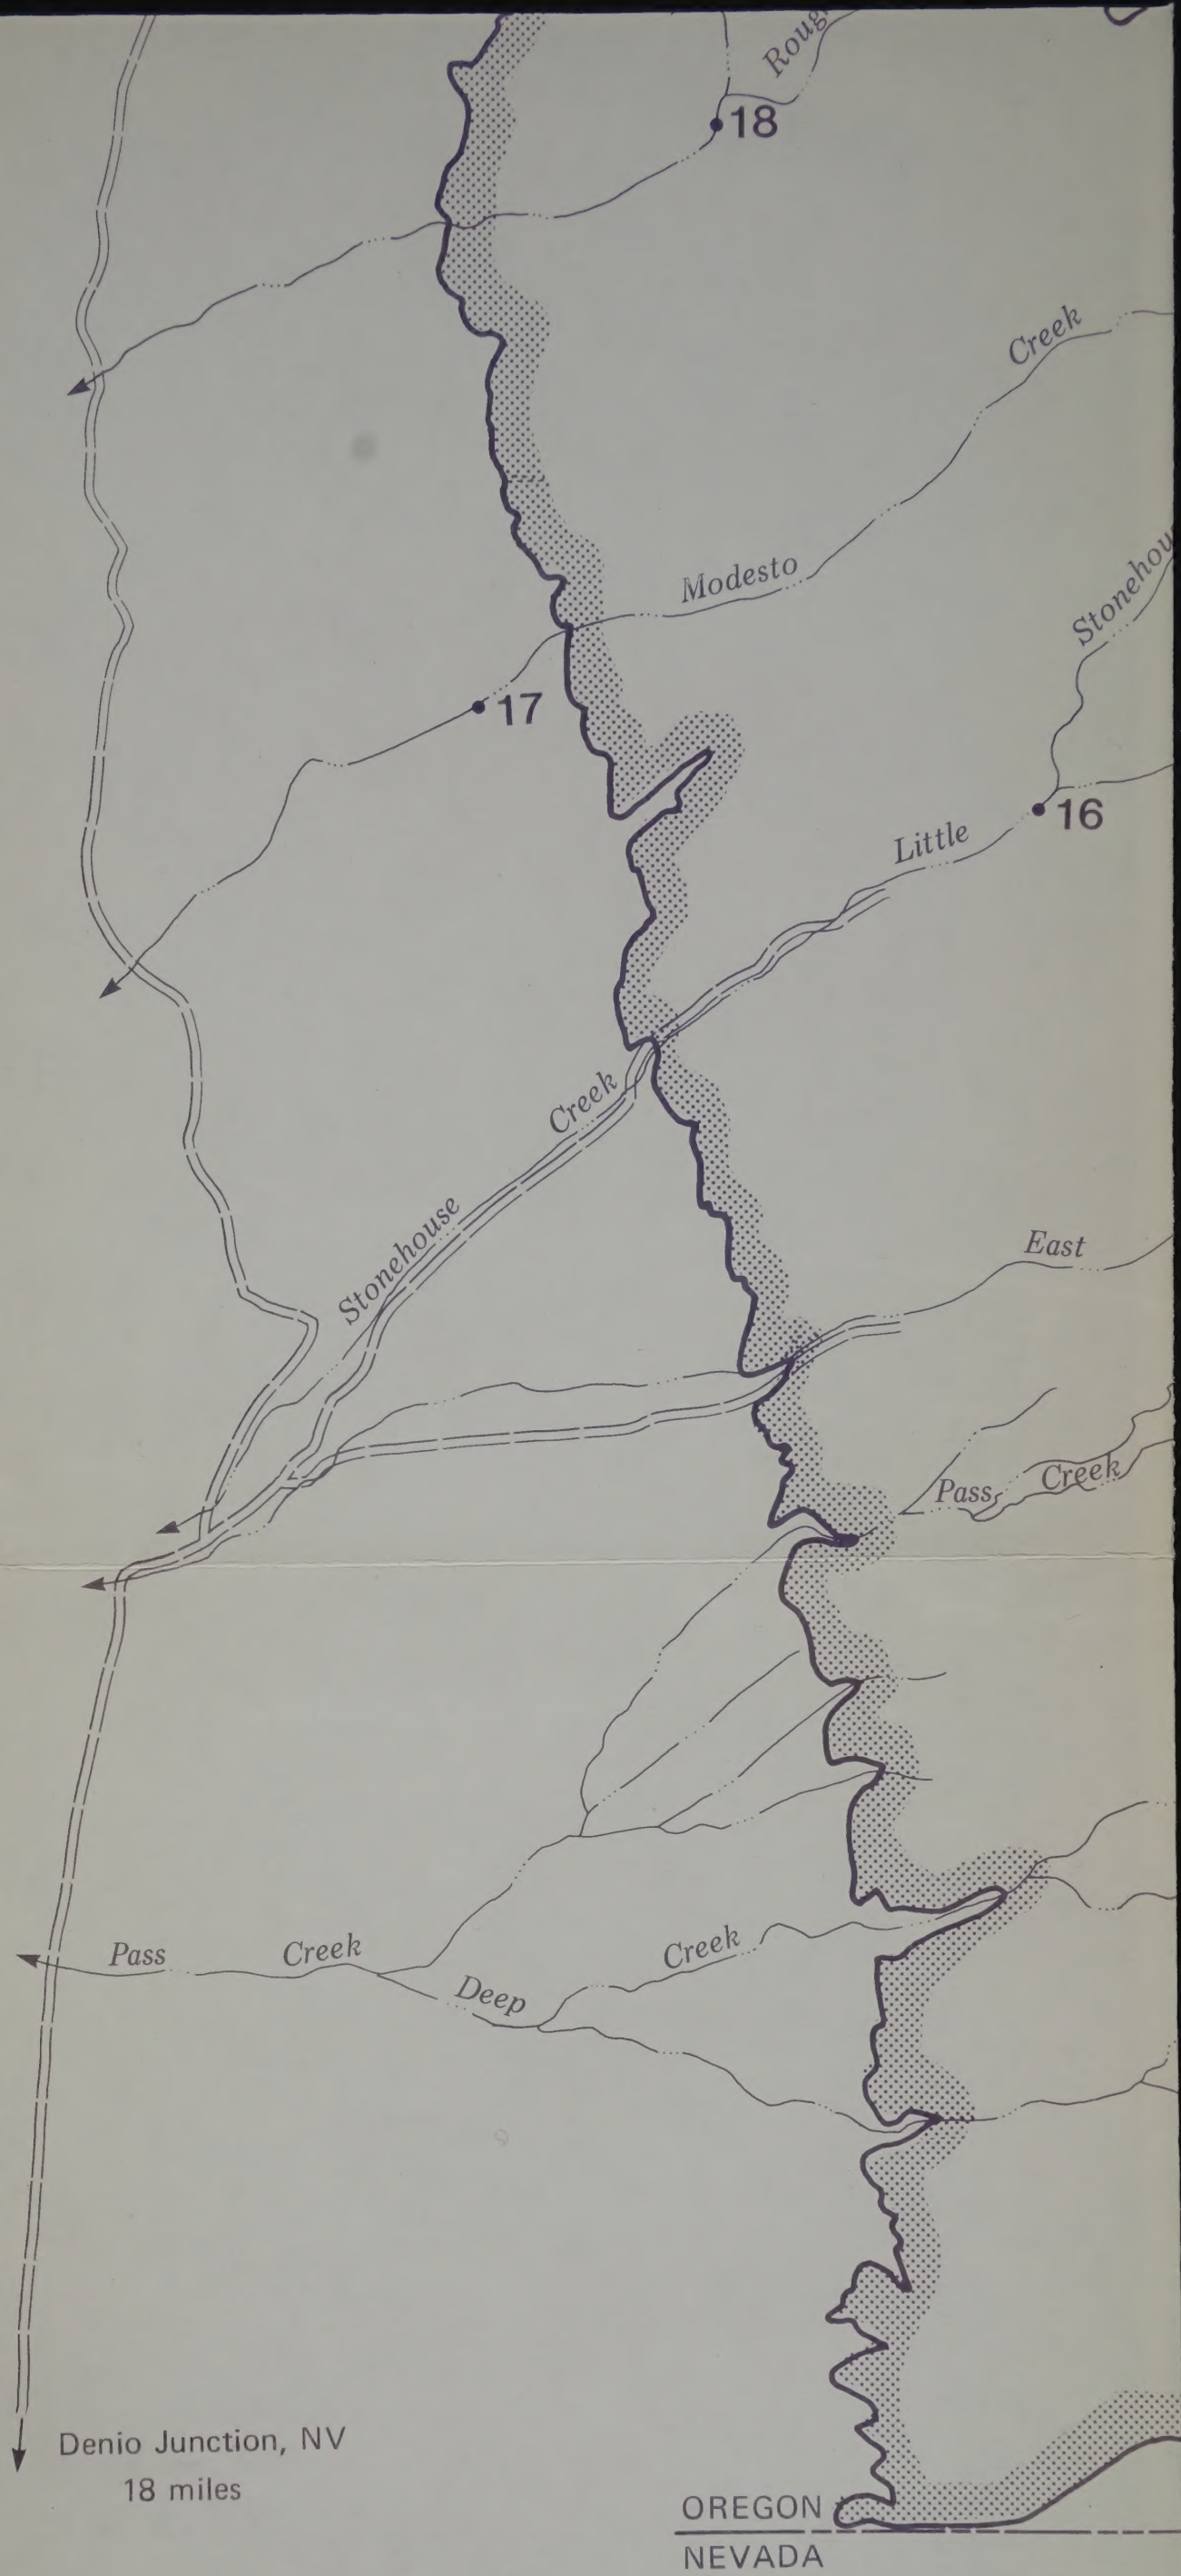 18
Creek
Modesto
17
16
Little
Creek
Stonehouse
East
Pass Creek
Pass Creek
Creek
Deep
Denio Junction, NV
18 miles
OREGON
NEVADA